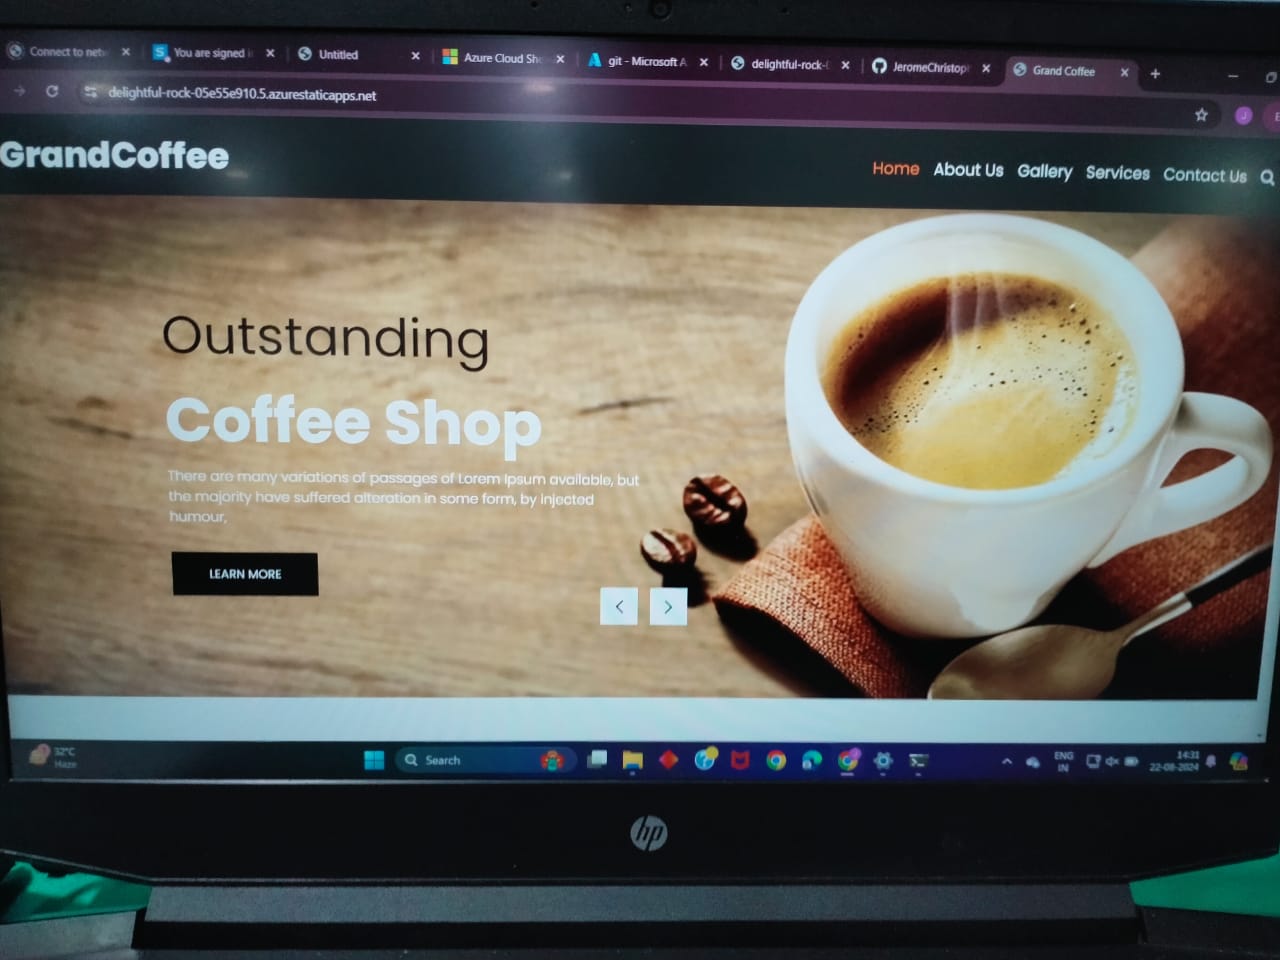 Connect to net
You are signed i
Untitled
Azure Cloud Sh
git - Microsoft A
delightful-rock-
JeromeChristop
Grand Coffee
delightful-rock-05e55e910.5.azurestaticapps.net
GrandCoffee
Home About Us Gallery Services Contact Us
Outstanding
Coffee Shop
There are many variations of passages of Lorem Ipsum available, but
the majority have suffered alteration in some form, by injected
humour,
LEARN MORE
32°C
Haze
Search
ENG
IN
14:31
22-08-2024
hp